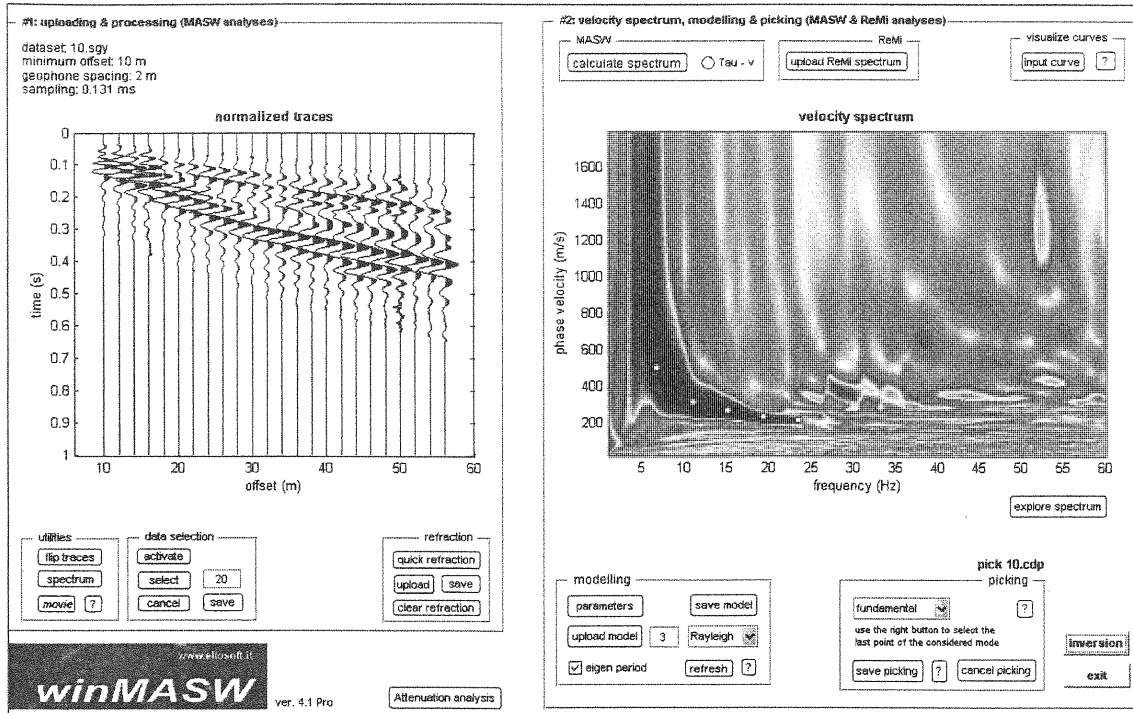 #1: uploading & processing (MASW analyses)
dataset: 10.sgy
minimum offset: 10 m
geophone spacing: 2 m
sampling: 0.131 ms
normalized traces
0
0.1
0.2
0.3
0.4
0.5
0.6
0.7
0.8
0.9
1
time (s)
10 20 30 40 50 60
offset (m)
utilities
flip traces
spectrum
movie ?
data selection
activate
select 20
cancel save
refraction
quick refraction
upload save
clear refraction
www.eliosoft.it
winMASW
ver. 4.1 Pro
Attenuation analysis
#2: velocity spectrum, modelling & picking (MASW & ReMi analyses)
MASW
calculate spectrum Tau - v
ReMi
upload ReMi spectrum
visualize curves
input curve ?
velocity spectrum
1600
1400
1200
1000
800
600
400
200
phase velocity (m/s)
5 10 15 20 25 30 35 40 45 50 55 60
frequency (Hz)
explore spectrum
modelling
parameters save model
upload model 3 Rayleigh
eigen period refresh ?
pick 10.cdp
picking
fundamental ?
use the right button to select the
last point of the considered mode
save picking ? cancel picking
inversion
exit